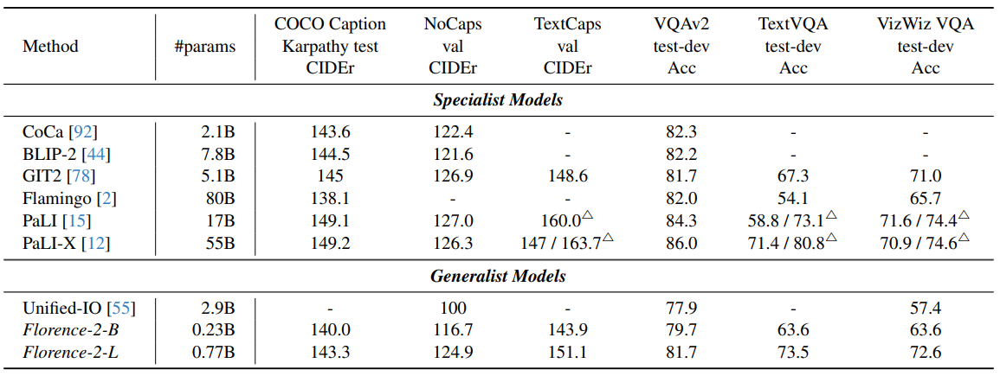 Method #params COCO Caption Karpathy test CIDEr NoCaps val CIDEr TextCaps val CIDEr VQAv2 test-dev Acc TextVQA test-dev Acc VizWiz VQA test-dev Acc
Specialist Models
CoCa [92] 2.1B 143.6 122.4 - 82.3 - -
BLIP-2 [44] 7.8B 144.5 121.6 - 82.2 - -
GIT2 [78] 5.1B 145 126.9 148.6 81.7 67.3 71.0
Flamingo [2] 80B 138.1 - - 82.0 54.1 65.7
PaLI [15] 17B 149.1 127.0 160.0△ 84.3 58.8 / 73.1△ 71.6 / 74.4△
PaLI-X [12] 55B 149.2 126.3 147 / 163.7△ 86.0 71.4 / 80.8△ 70.9 / 74.6△
Generalist Models
Unified-IO [55] 2.9B - 100 - 77.9 - 57.4
Florence-2-B 0.23B 140.0 116.7 143.9 79.7 63.6 63.6
Florence-2-L 0.77B 143.3 124.9 151.1 81.7 73.5 72.6